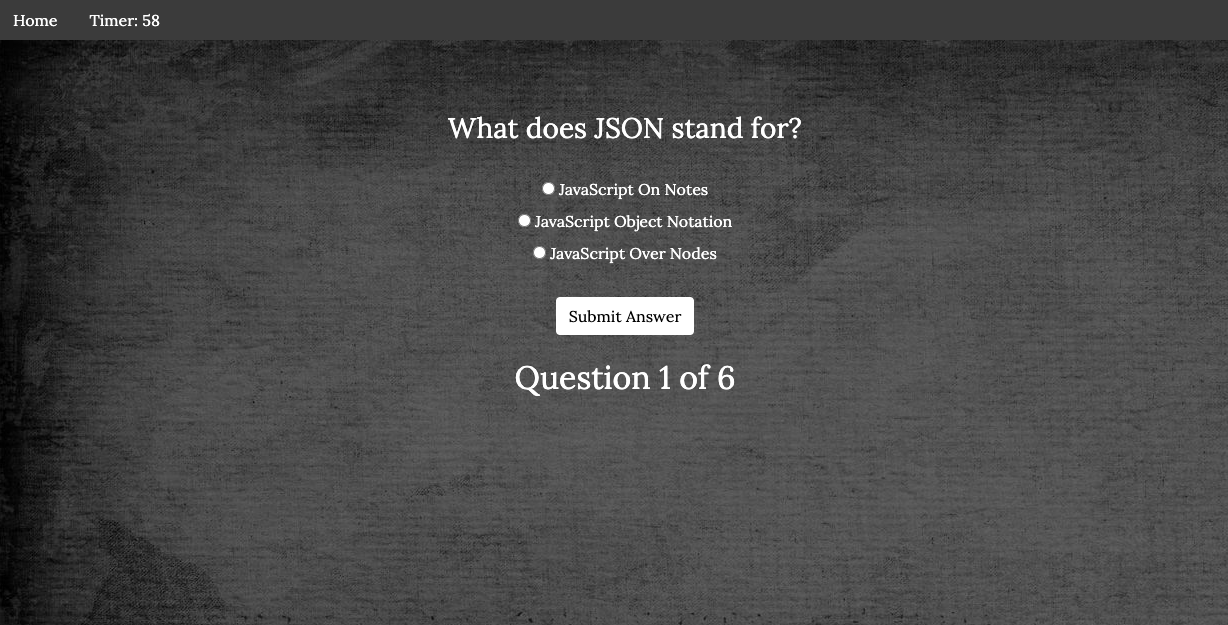 Home Timer: 58
What does JSON stand for?
JavaScript On Notes
JavaScript Object Notation
JavaScript Over Nodes
Submit Answer
Question 1 of 6